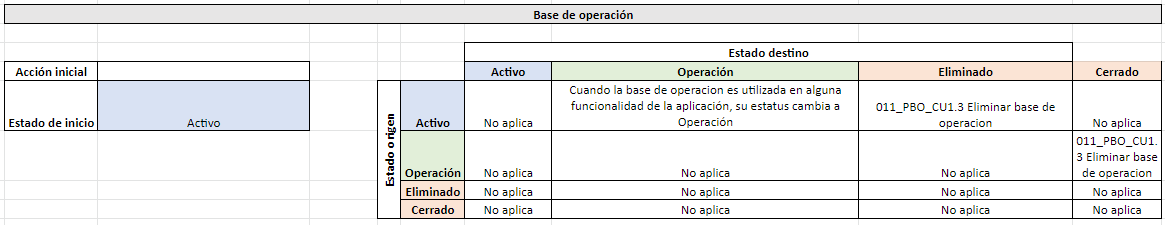 Base de operación
Estado destino
Acción inicial
Activo
Operación
Eliminado
Cerrado
Estado de inicio
Activo
Estado origen
Activo
No aplica
Cuando la base de operacion es utilizada en alguna
funcionalidad de la aplicación, su estatus cambia a
Operación
011_PBO_CU1.3 Eliminar base de
operacion
No aplica
Operación
No aplica
No aplica
No aplica
011_PBO_CU1.
3 Eliminar base
de operacion
Eliminado
No aplica
No aplica
No aplica
No aplica
Cerrado
No aplica
No aplica
No aplica
No aplica